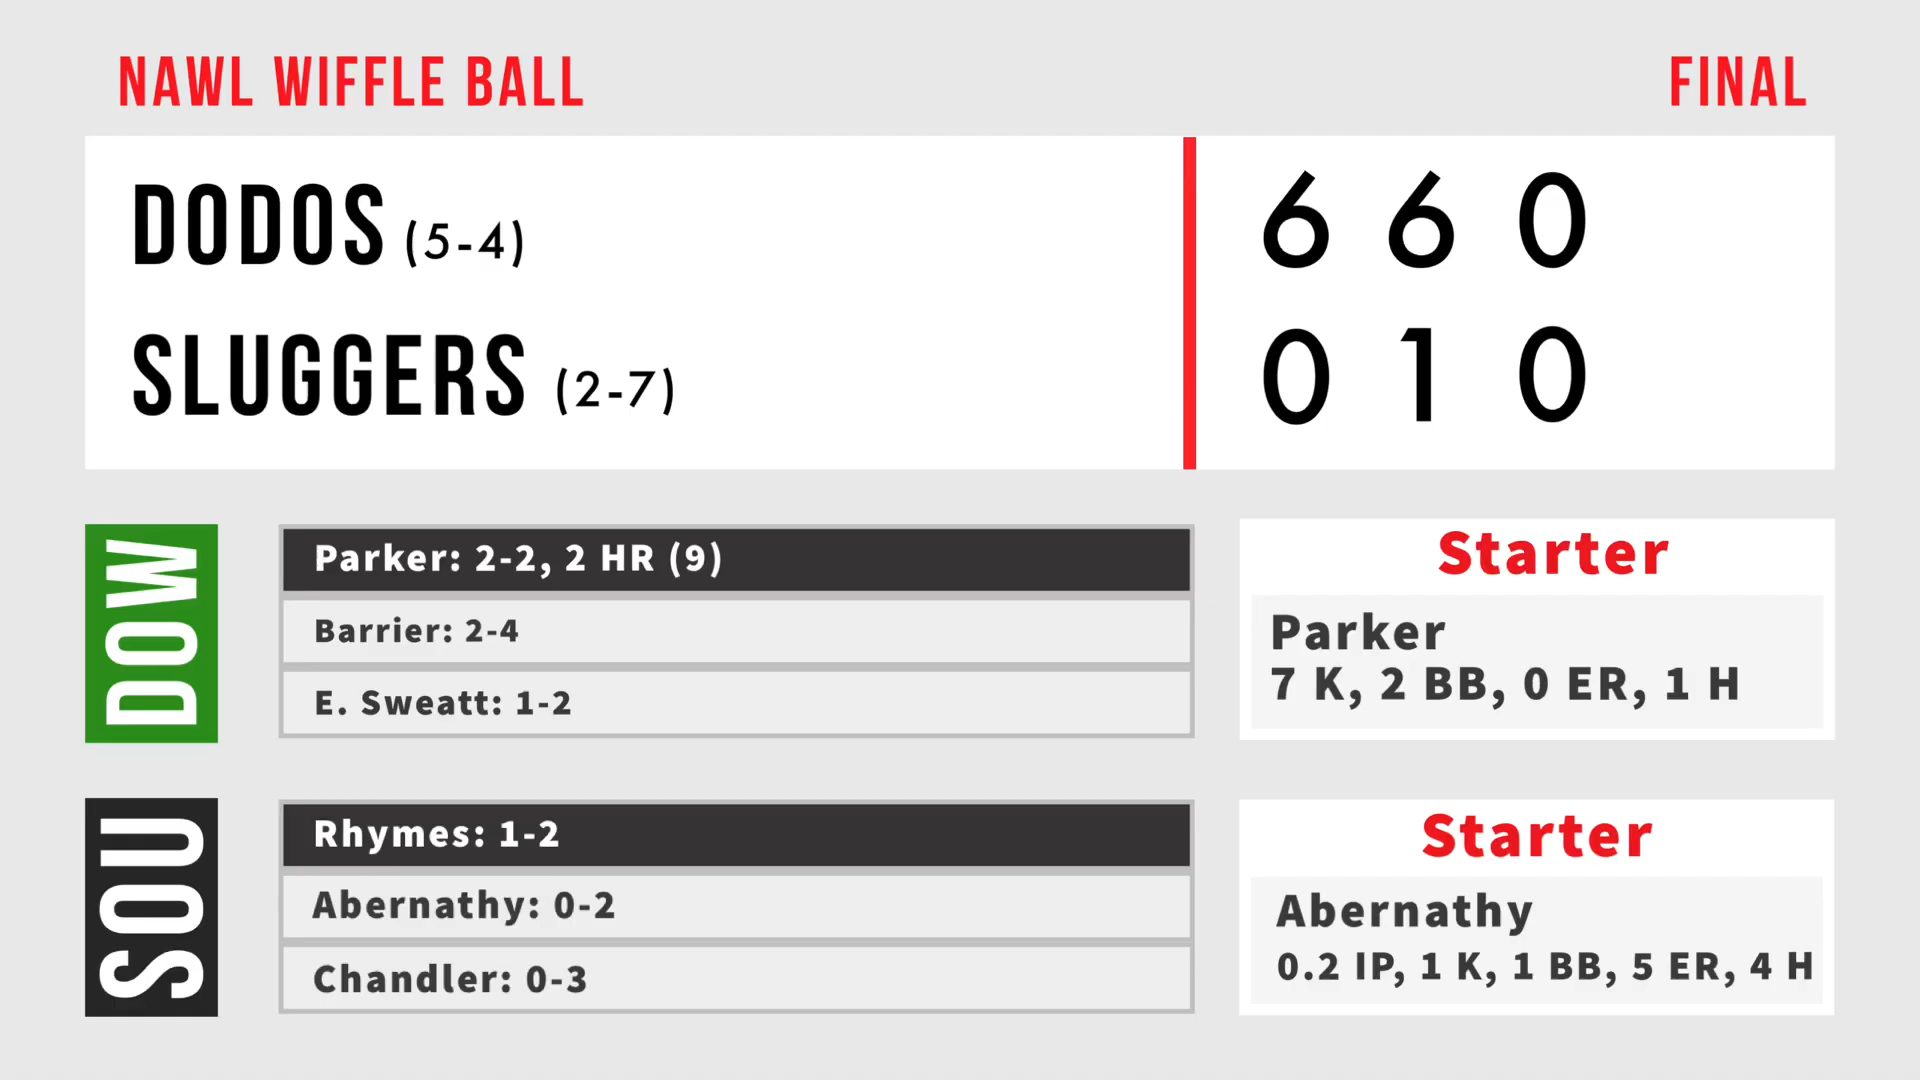 NAWL WIFFLE BALL
FINAL
DODOS (5-4)
6 6 0
SLUGGERS (2-7)
0 1 0
DOW
Parker: 2-2, 2 HR (9)
Barrier: 2-4
E. Sweatt: 1-2
Starter
Parker
7 K, 2 BB, 0 ER, 1 H
SOU
Rhymes: 1-2
Abernathy: 0-2
Chandler: 0-3
Starter
Abernathy
0.2 IP, 1 K, 1 BB, 5 ER, 4 H